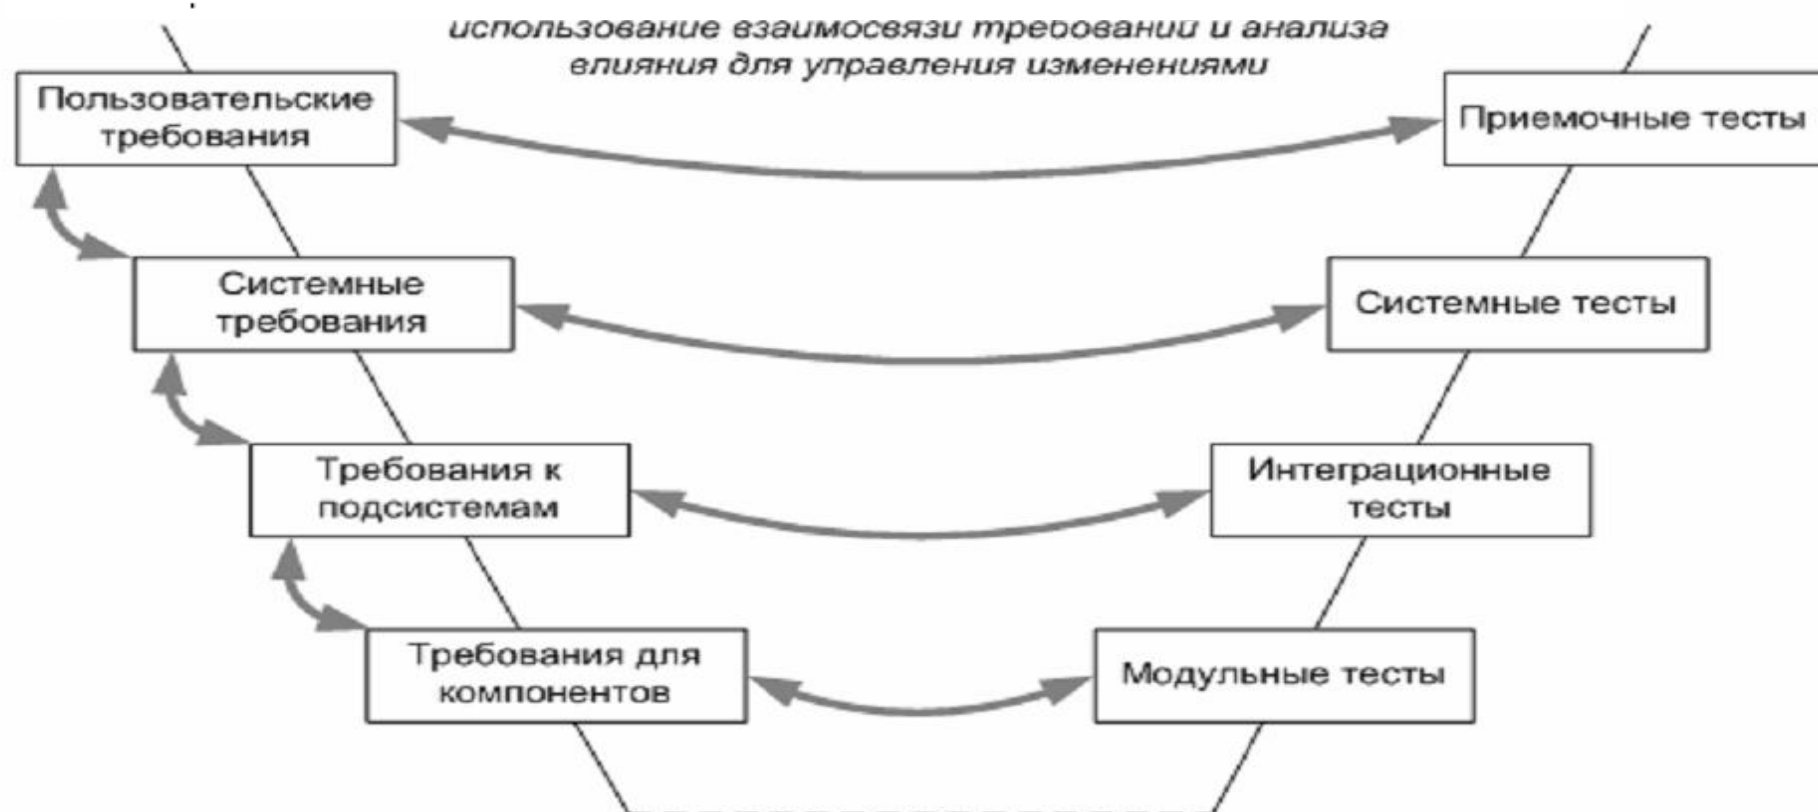 использование взаимосвязи требований и анализа
влияния для управления изменениями
Пользовательские
требования
Приемочные тесты
Системные
требования
Системные тесты
Требования к
подсистемам
Интеграционные
тесты
Требования для
компонентов
Модульные тесты